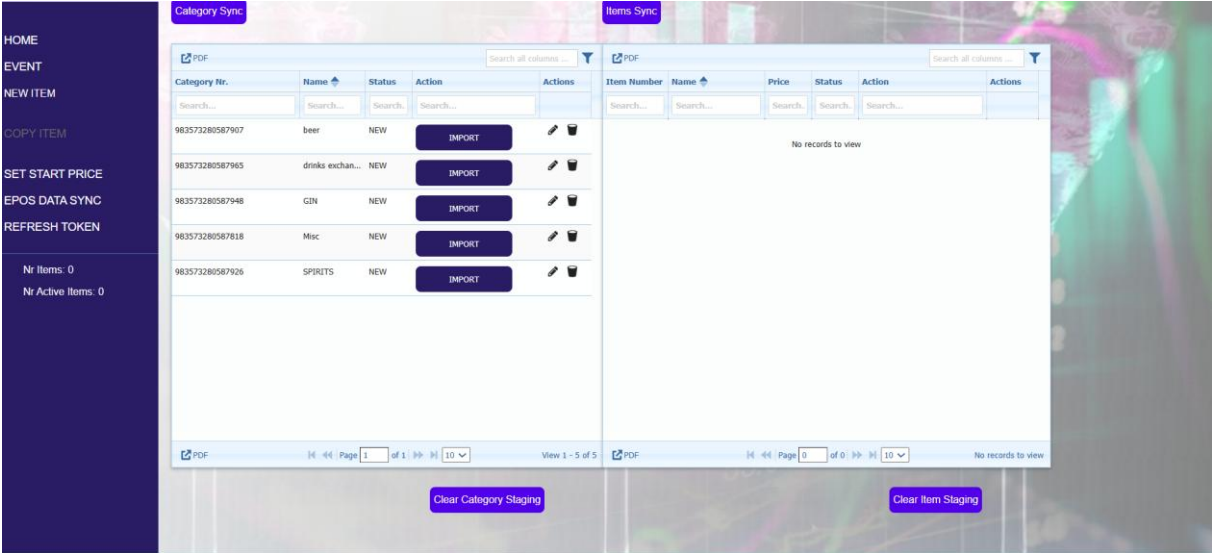 Category Sync
Items Sync
HOME
EVENT
NEW ITEM
COPY ITEM
SET START PRICE
EPOS DATA SYNC
REFRESH TOKEN
Nr Items: 0
Nr Active Items: 0
PDF Search all columns ...
Category Nr. Name Status Action Actions
Search... Search... Search. Search...
983573280587907 beer NEW IMPORT
983573280587965 drinks exchan... NEW IMPORT
983573280587948 GIN NEW IMPORT
983573280587818 Misc NEW IMPORT
983573280587926 SPIRITS NEW IMPORT
PDF Page 1 of 1 10 View 1 - 5 of 5
Clear Category Staging
PDF Search all columns ...
Item Number Name Price Status Action Actions
Search... Search... Search. Search. Search...
No records to view
PDF Page 0 of 0 10 No records to view
Clear Item Staging